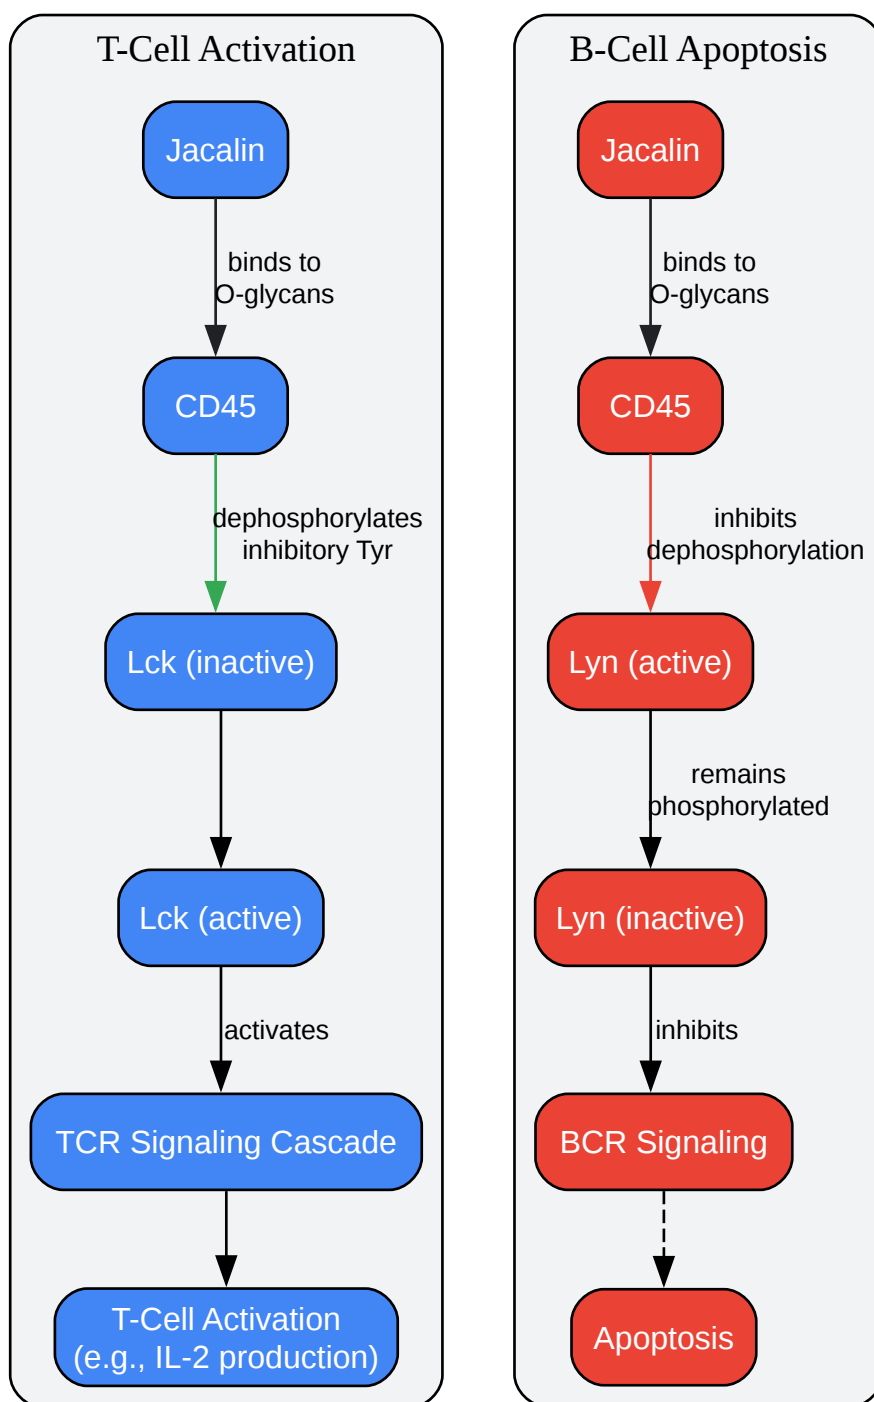 T-Cell Activation
Jacalin
binds to
O-glycans
CD45
dephosphorylates
inhibitory Tyr
Lck (inactive)
Lck (active)
activates
TCR Signaling Cascade
T-Cell Activation
(e.g., IL-2 production)
B-Cell Apoptosis
Jacalin
binds to
O-glycans
CD45
inhibits
dephosphorylation
Lyn (active)
remains
phosphorylated
Lyn (inactive)
inhibits
BCR Signaling
Apoptosis